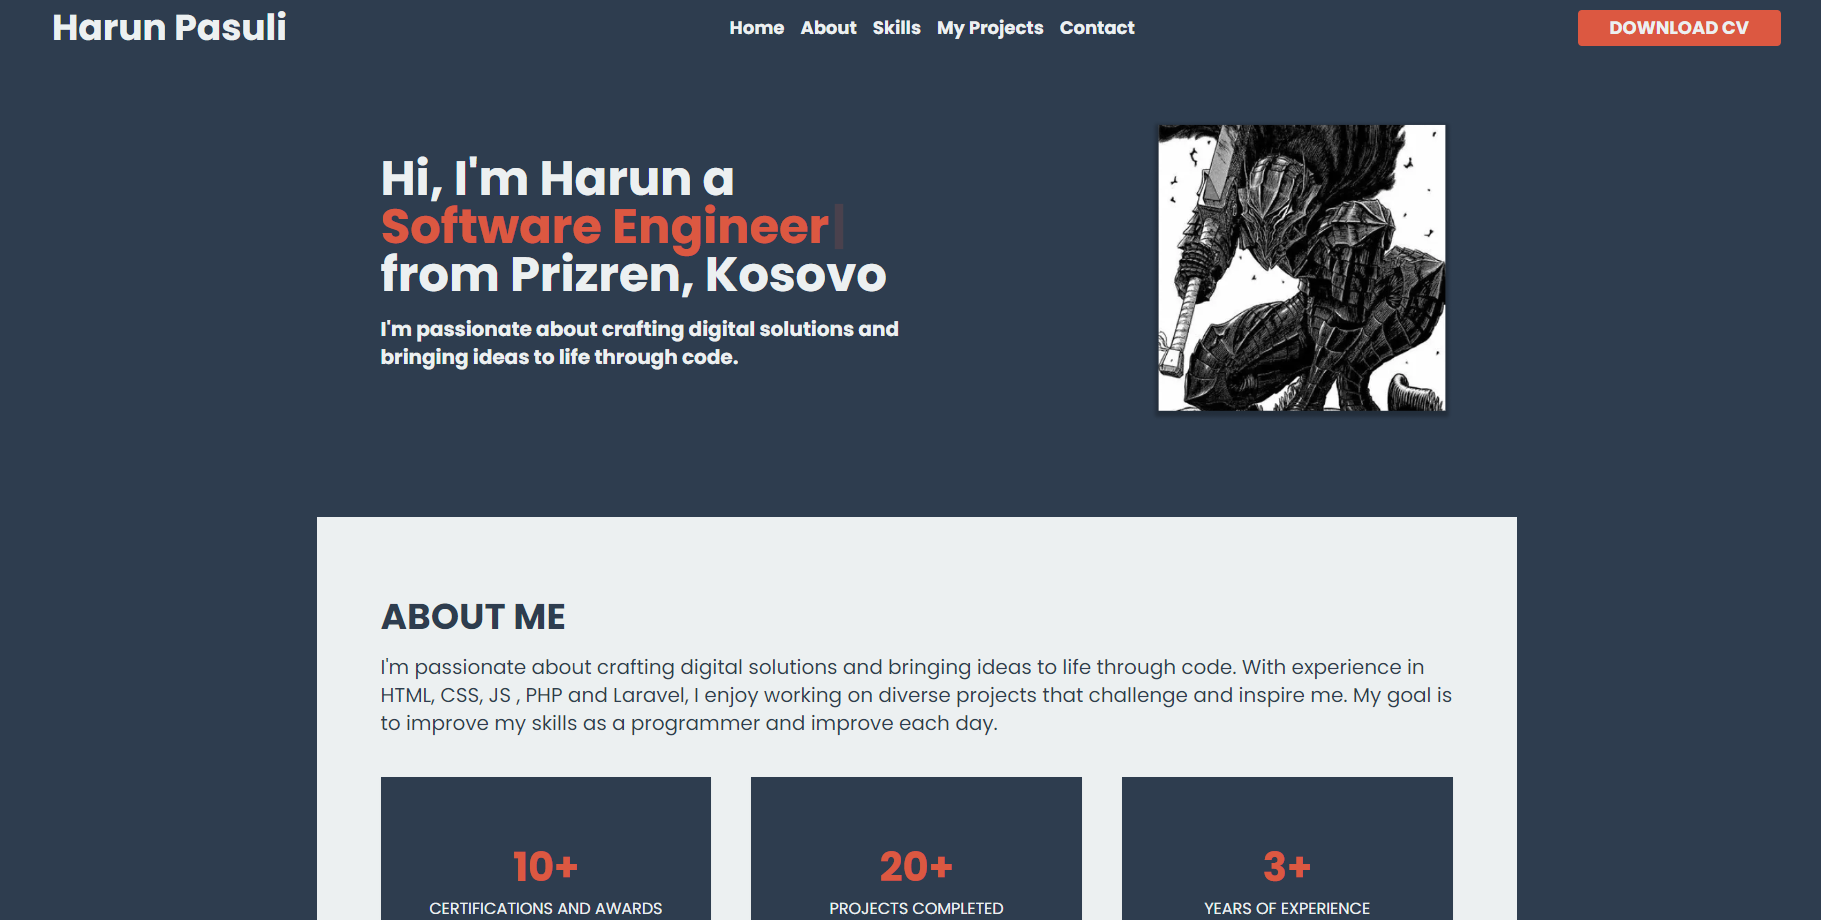 Harun Pasuli
Home About Skills My Projects Contact
DOWNLOAD CV
Hi, I'm Harun a
Software Engineer
from Prizren, Kosovo
I'm passionate about crafting digital solutions and
bringing ideas to life through code.
ABOUT ME
I'm passionate about crafting digital solutions and bringing ideas to life through code. With experience in
HTML, CSS, JS , PHP and Laravel, I enjoy working on diverse projects that challenge and inspire me. My goal is
to improve my skills as a programmer and improve each day.
10+
CERTIFICATIONS AND AWARDS
20+
PROJECTS COMPLETED
3+
YEARS OF EXPERIENCE